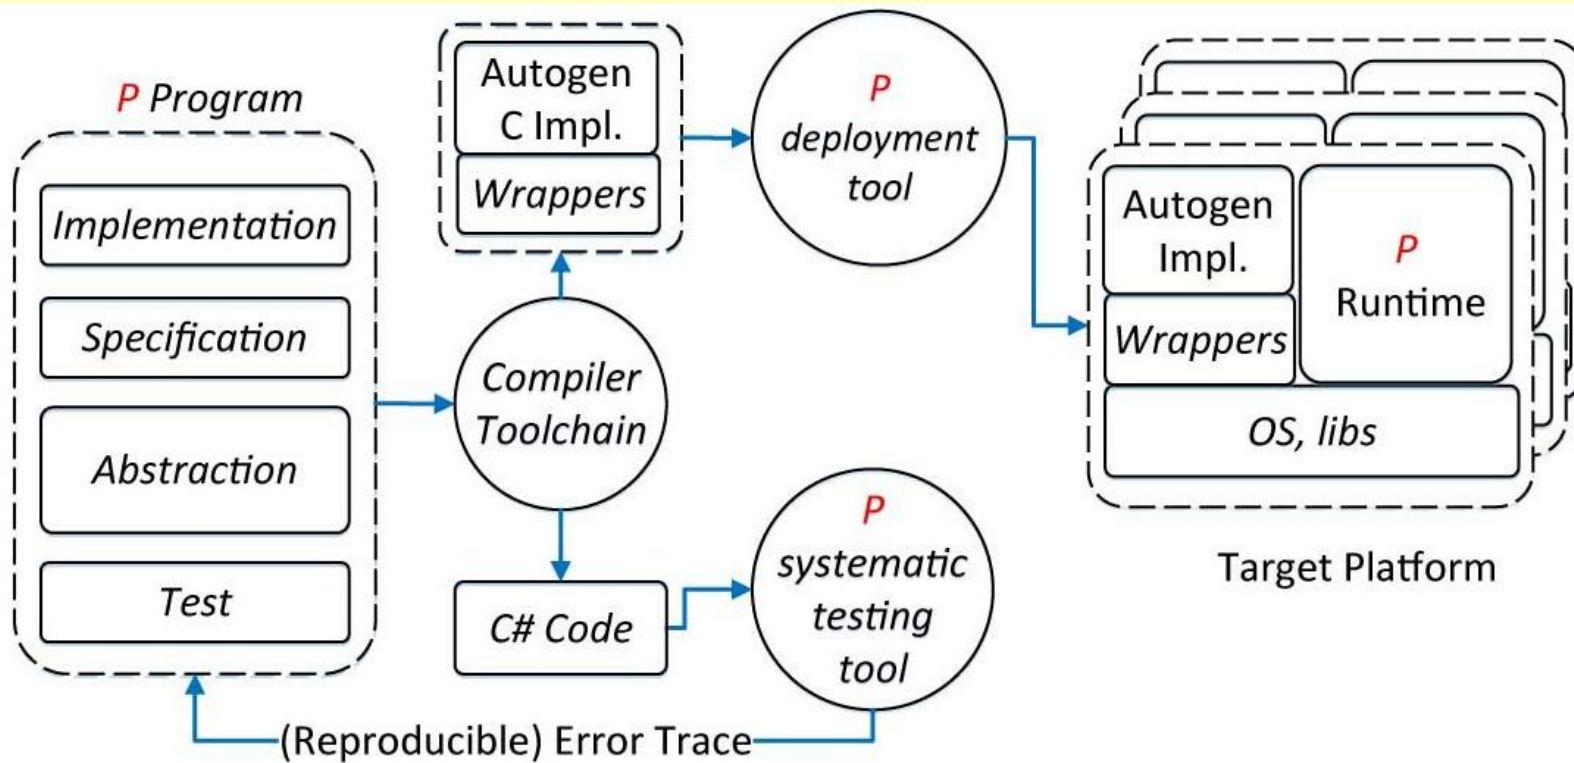 P Program
Implementation
Specification
Abstraction
Test
Autogen
C Impl.
Wrappers
Compiler
Toolchain
C# Code
P
deployment
tool
P
systematic
testing
tool
(Reproducible) Error Trace
Autogen
Impl.
Wrappers
P
Runtime
OS, libs
Target Platform